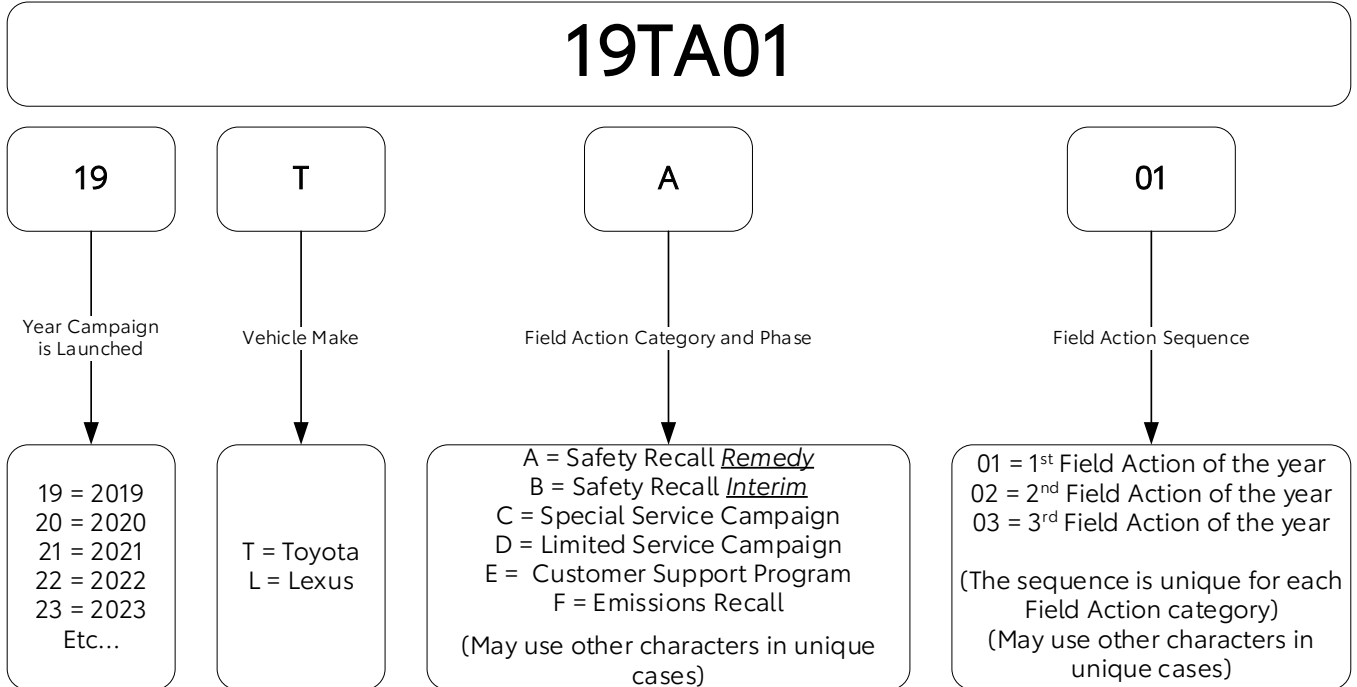 19TA01
19
T
A
01
Year Campaign
is Launched
Vehicle Make
Field Action Category and Phase
Field Action Sequence
19 = 2019
20 = 2020
21 = 2021
22 = 2022
23 = 2023
Etc...
T = Toyota
L = Lexus
A = Safety Recall Remedy
B = Safety Recall Interim
C = Special Service Campaign
D = Limited Service Campaign
E = Customer Support Program
F = Emissions Recall
(May use other characters in unique
cases)
01 = 1st Field Action of the year
02 = 2nd Field Action of the year
03 = 3rd Field Action of the year
(The sequence is unique for each
Field Action category)
(May use other characters in
unique cases)